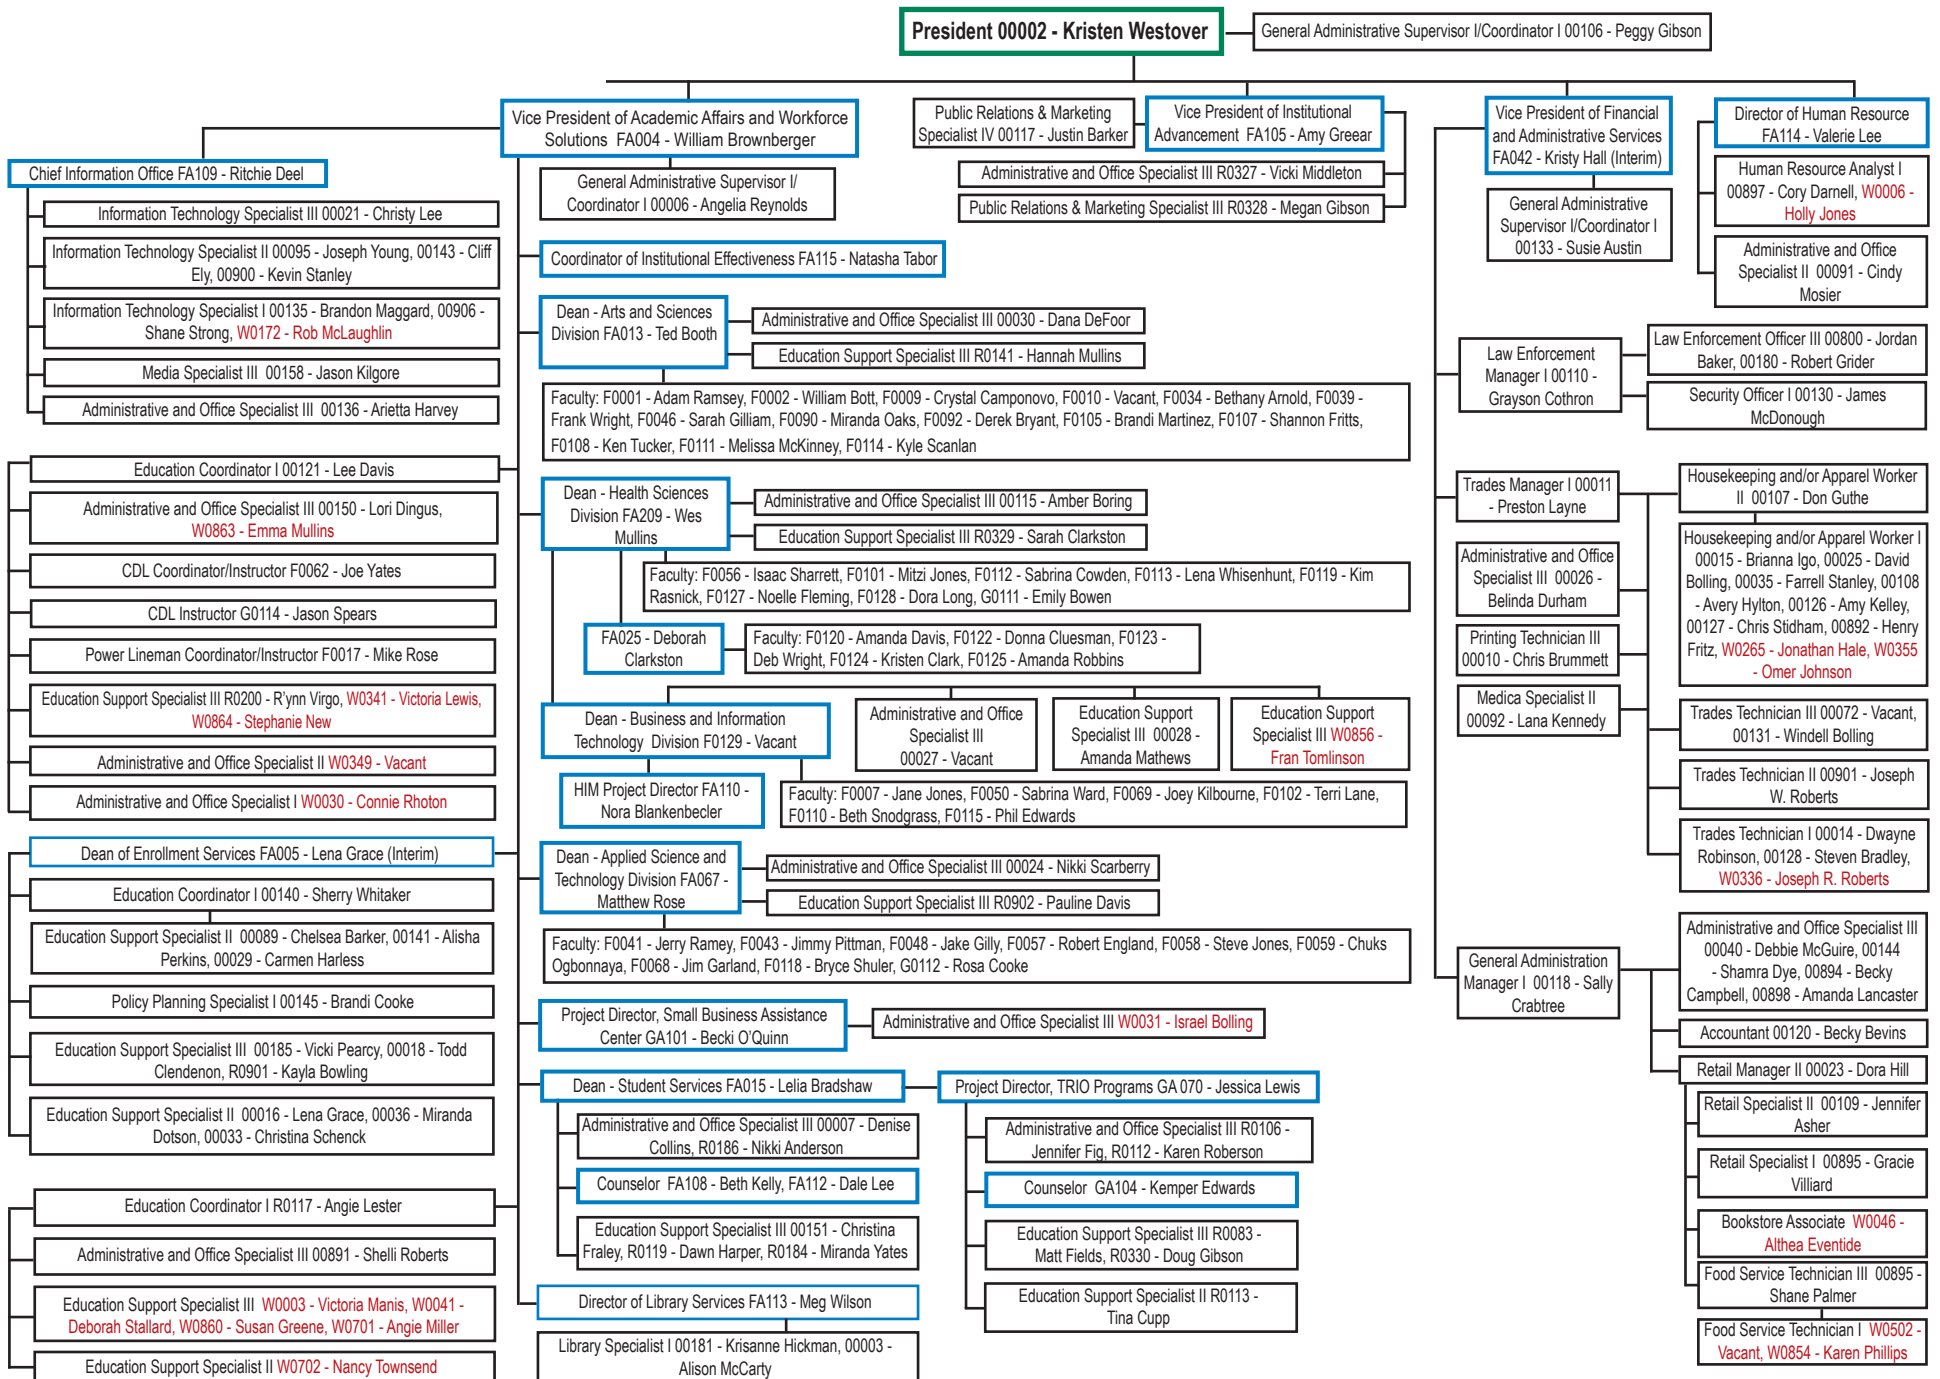 President 00002 - Kristen Westover
General Administrative Supervisor I/Coordinator I 00106 - Peggy Gibson
Vice President of Academic Affairs and Workforce
Solutions  FA004 - William Brownberger
General Administrative Supervisor I/
Coordinator I 00006 - Angelia Reynolds
Public Relations & Marketing
Specialist IV 00117 - Justin Barker
Vice President of Institutional
Advancement  FA105 - Amy Greear
Administrative and Office Specialist III R0327 - Vicki Middleton
Public Relations & Marketing Specialist III R0328 - Megan Gibson
Vice President of Financial
and Administrative Services
FA042 - Kristy Hall (Interim)
General Administrative
Supervisor I/Coordinator I
00133 - Susie Austin
Director of Human Resource
FA114 - Valerie Lee
Human Resource Analyst I
00897 - Cory Darnell, W0006 -
Holly Jones
Administrative and Office
Specialist II  00091 - Cindy
Mosier
Chief Information Office FA109 - Ritchie Deel
Information Technology Specialist III 00021 - Christy Lee
Information Technology Specialist II 00095 - Joseph Young, 00143 - Cliff
Ely, 00900 - Kevin Stanley
Information Technology Specialist I 00135 - Brandon Maggard, 00906 -
Shane Strong, W0172 - Rob McLaughlin
Media Specialist III  00158 - Jason Kilgore
Administrative and Office Specialist III  00136 - Arietta Harvey
Education Coordinator I 00121 - Lee Davis
Administrative and Office Specialist III 00150 - Lori Dingus,
W0863 - Emma Mullins
CDL Coordinator/Instructor F0062 - Joe Yates
CDL Instructor G0114 - Jason Spears
Power Lineman Coordinator/Instructor F0017 - Mike Rose
Education Support Specialist III R0200 - R'ynn Virgo, W0341 - Victoria Lewis,
W0864 - Stephanie New
Administrative and Office Specialist II W0349 - Vacant
Administrative and Office Specialist I W0030 - Connie Rhoton
Dean of Enrollment Services FA005 - Lena Grace (Interim)
Education Coordinator I 00140 - Sherry Whitaker
Education Support Specialist II  00089 - Chelsea Barker, 00141 - Alisha
Perkins, 00029 - Carmen Harless
Policy Planning Specialist I 00145 - Brandi Cooke
Education Support Specialist III  00185 - Vicki Pearcy, 00018 - Todd
Clendenon, R0901 - Kayla Bowling
Education Support Specialist II  00016 - Lena Grace, 00036 - Miranda
Dotson, 00033 - Christina Schenck
Education Coordinator I R0117 - Angie Lester
Administrative and Office Specialist III 00891 - Shelli Roberts
Education Support Specialist III  W0003 - Victoria Manis, W0041 -
Deborah Stallard, W0860 - Susan Greene, W0701 - Angie Miller
Education Support Specialist II W0702 - Nancy Townsend
Coordinator of Institutional Effectiveness FA115 - Natasha Tabor
Dean - Arts and Sciences
Division FA013 - Ted Booth
Administrative and Office Specialist III 00030 - Dana DeFoor
Education Support Specialist III R0141 - Hannah Mullins
Faculty: F0001 - Adam Ramsey, F0002 - William Bott, F0009 - Crystal Camponovo, F0010 - Vacant, F0034 - Bethany Arnold, F0039 -
Frank Wright, F0046 - Sarah Gilliam, F0090 - Miranda Oaks, F0092 - Derek Bryant, F0105 - Brandi Martinez, F0107 - Shannon Fritts,
F0108 - Ken Tucker, F0111 - Melissa McKinney, F0114 - Kyle Scanlan
Dean - Health Sciences
Division FA209 - Wes
Mullins
Administrative and Office Specialist III 00115 - Amber Boring
Education Support Specialist III R0329 - Sarah Clarkston
Faculty: F0056 - Isaac Sharrett, F0101 - Mitzi Jones, F0112 - Sabrina Cowden, F0113 - Lena Whisenhunt, F0119 - Kim
Rasnick, F0127 - Noelle Fleming, F0128 - Dora Long, G0111 - Emily Bowen
FA025 - Deborah
Clarkston
Faculty: F0120 - Amanda Davis, F0122 - Donna Cluesman, F0123 -
Deb Wright, F0124 - Kristen Clark, F0125 - Amanda Robbins
Dean - Business and Information
Technology  Division F0129 - Vacant
Administrative and Office
Specialist III
00027 - Vacant
Education Support
Specialist III  00028 -
Amanda Mathews
Education Support
Specialist III W0856 -
Fran Tomlinson
HIM Project Director FA110 -
Nora Blankenbecler
Faculty: F0007 - Jane Jones, F0050 - Sabrina Ward, F0069 - Joey Kilbourne, F0102 - Terri Lane,
F0110 - Beth Snodgrass, F0115 - Phil Edwards
Dean - Applied Science and
Technology Division FA067 -
Matthew Rose
Administrative and Office Specialist III 00024 - Nikki Scarberry
Education Support Specialist III R0902 - Pauline Davis
Faculty: F0041 - Jerry Ramey, F0043 - Jimmy Pittman, F0048 - Jake Gilly, F0057 - Robert England, F0058 - Steve Jones, F0059 - Chuks
Ogbonnaya, F0068 - Jim Garland, F0118 - Bryce Shuler, G0112 - Rosa Cooke
Project Director, Small Business Assistance
Center GA101 - Becki O'Quinn
Administrative and Office Specialist III W0031 - Israel Bolling
Dean - Student Services FA015 - Lelia Bradshaw
Administrative and Office Specialist III 00007 - Denise
Collins, R0186 - Nikki Anderson
Counselor  FA108 - Beth Kelly, FA112 - Dale Lee
Education Support Specialist III 00151 - Christina
Fraley, R0119 - Dawn Harper, R0184 - Miranda Yates
Project Director, TRIO Programs GA 070 - Jessica Lewis
Administrative and Office Specialist III R0106 -
Jennifer Fig, R0112 - Karen Roberson
Counselor  GA104 - Kemper Edwards
Education Support Specialist III R0083 -
Matt Fields, R0330 - Doug Gibson
Education Support Specialist II R0113 -
Tina Cupp
Director of Library Services FA113 - Meg Wilson
Library Specialist I 00181 - Krisanne Hickman, 00003 -
Alison McCarty
Law Enforcement
Manager I 00110 -
Grayson Cothron
Law Enforcement Officer III 00800 - Jordan
Baker, 00180 - Robert Grider
Security Officer I 00130 - James
McDonough
Trades Manager I 00011
- Preston Layne
Administrative and Office
Specialist III  00026 -
Belinda Durham
Printing Technician III
00010 - Chris Brummett
Medica Specialist II
00092 - Lana Kennedy
Housekeeping and/or Apparel Worker
II  00107 - Don Guthe
Housekeeping and/or Apparel Worker I
00015 - Brianna Igo, 00025 - David
Bolling, 00035 - Farrell Stanley, 00108
- Avery Hylton, 00126 - Amy Kelley,
00127 - Chris Stidham, 00892 - Henry
Fritz, W0265 - Jonathan Hale, W0355
- Omer Johnson
Trades Technician III 00072 - Vacant,
00131 - Windell Bolling
Trades Technician II 00901 - Joseph
W. Roberts
Trades Technician I 00014 - Dwayne
Robinson, 00128 - Steven Bradley,
W0336 - Joseph R. Roberts
General Administration
Manager I  00118 - Sally
Crabtree
Administrative and Office Specialist III
00040 - Debbie McGuire, 00144
- Shamra Dye, 00894 - Becky
Campbell, 00898 - Amanda Lancaster
Accountant 00120 - Becky Bevins
Retail Manager II 00023 - Dora Hill
Retail Specialist II  00109 - Jennifer
Asher
Retail Specialist I  00895 - Gracie
Villiard
Bookstore Associate  W0046 -
Althea Eventide
Food Service Technician III  00895 -
Shane Palmer
Food Service Technician I  W0502 -
Vacant, W0854 - Karen Phillips